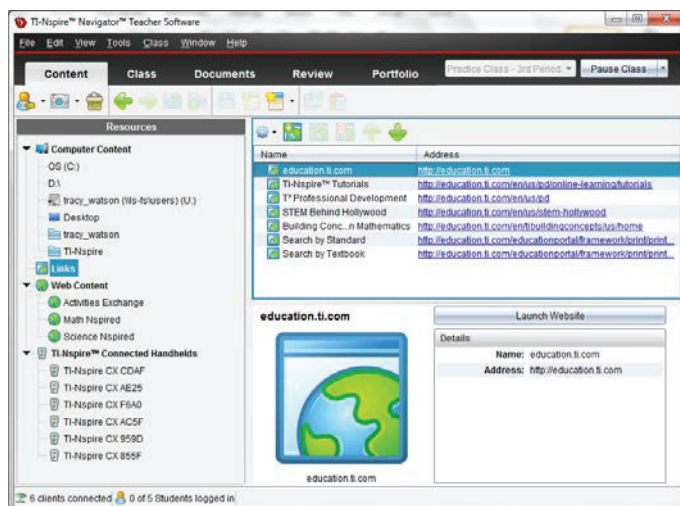 TI-Nspire™ Navigator™ Teacher Software
File Edit View Tools Class Window Help
Content Class Documents Review Portfolio Practice Class - 3rd Period Pause Class
Resources
Computer Content
OS (C:)
D:\
tracy_watson (\\ls-fs\users) (U:)
Desktop
tracy_watson
TI-Nspire
Links
Web Content
Activities Exchange
Math Nspired
Science Nspired
TI-Nspire™ Connected Handhelds
TI-Nspire CX CDAF
TI-Nspire CX AE25
TI-Nspire CX F6A0
TI-Nspire CX AC5F
TI-Nspire CX 959D
TI-Nspire CX 855F
Name Address
education.ti.com http://education.ti.com
TI-Nspire™ Tutorials http://education.ti.com/en/us/pd/online-learning/tutorials
T³ Professional Development http://education.ti.com/en/us/pd
STEM Behind Hollywood http://education.ti.com/en/us/stem-hollywood
Building Conc...n Mathematics http://education.ti.com/en/tibuildingconcepts/us/home
Search by Standard http://education.ti.com/educationportal/framework/print/print...
Search by Textbook http://education.ti.com/educationportal/framework/print/print...
education.ti.com
education.ti.com
Launch Website
Details
Name: education.ti.com
Address: http://education.ti.com
6 clients connected 0 of 5 Students logged in